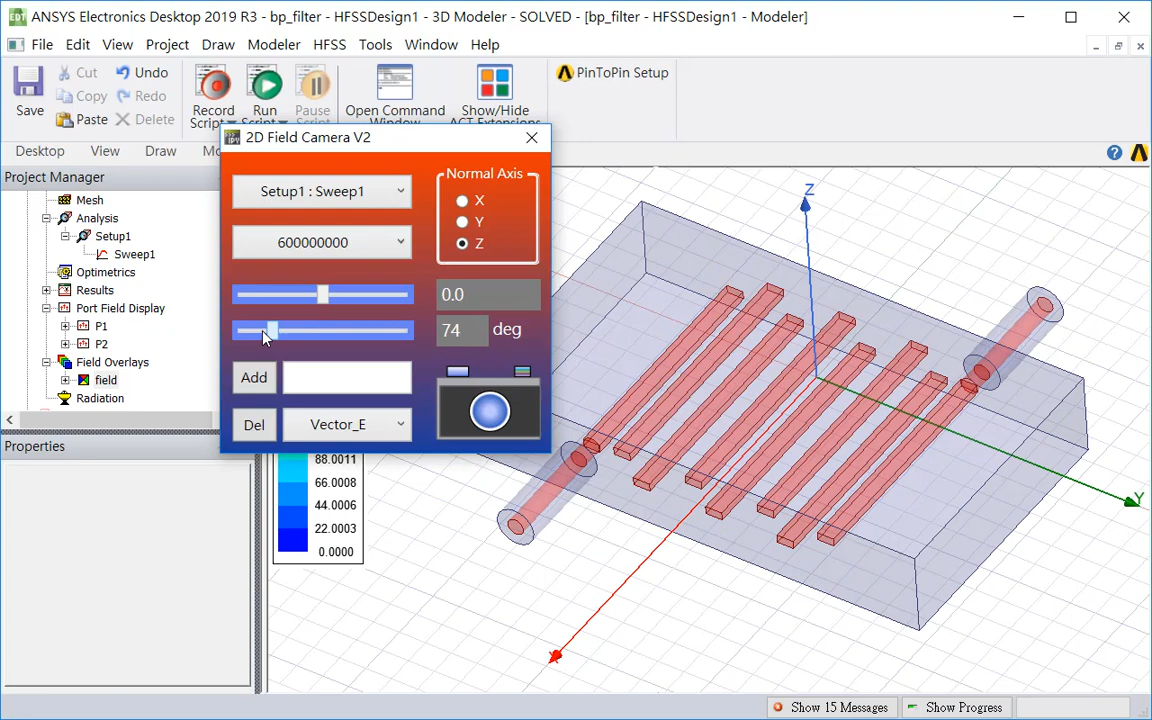 ANSYS Electronics Desktop 2019 R3 - bp_filter - HFSSDesign1 - 3D Modeler - SOLVED - [bp_filter - HFSSDesign1 - Modeler]
File Edit View Project Draw Modeler HFSS Tools Window Help
Save
Cut
Copy
Paste
Undo
Redo
Delete
Record
Script
Run
Script
Pause
Script
Open Command
Window
Show/Hide
ACT Extensions
PinToPin Setup
Desktop View Draw Mo
Project Manager
Mesh
Analysis
Setup1
Sweep1
Optimetrics
Results
Port Field Display
P1
P2
Field Overlays
field
Radiation
Properties
2D Field Camera V2
Setup1 : Sweep1
600000000
Normal Axis
X
Y
Z
0.0
74 deg
Add
Del Vector_E
88.0011
66.0008
44.0006
22.0003
0.0000
Z
Y
X
Show 15 Messages Show Progress